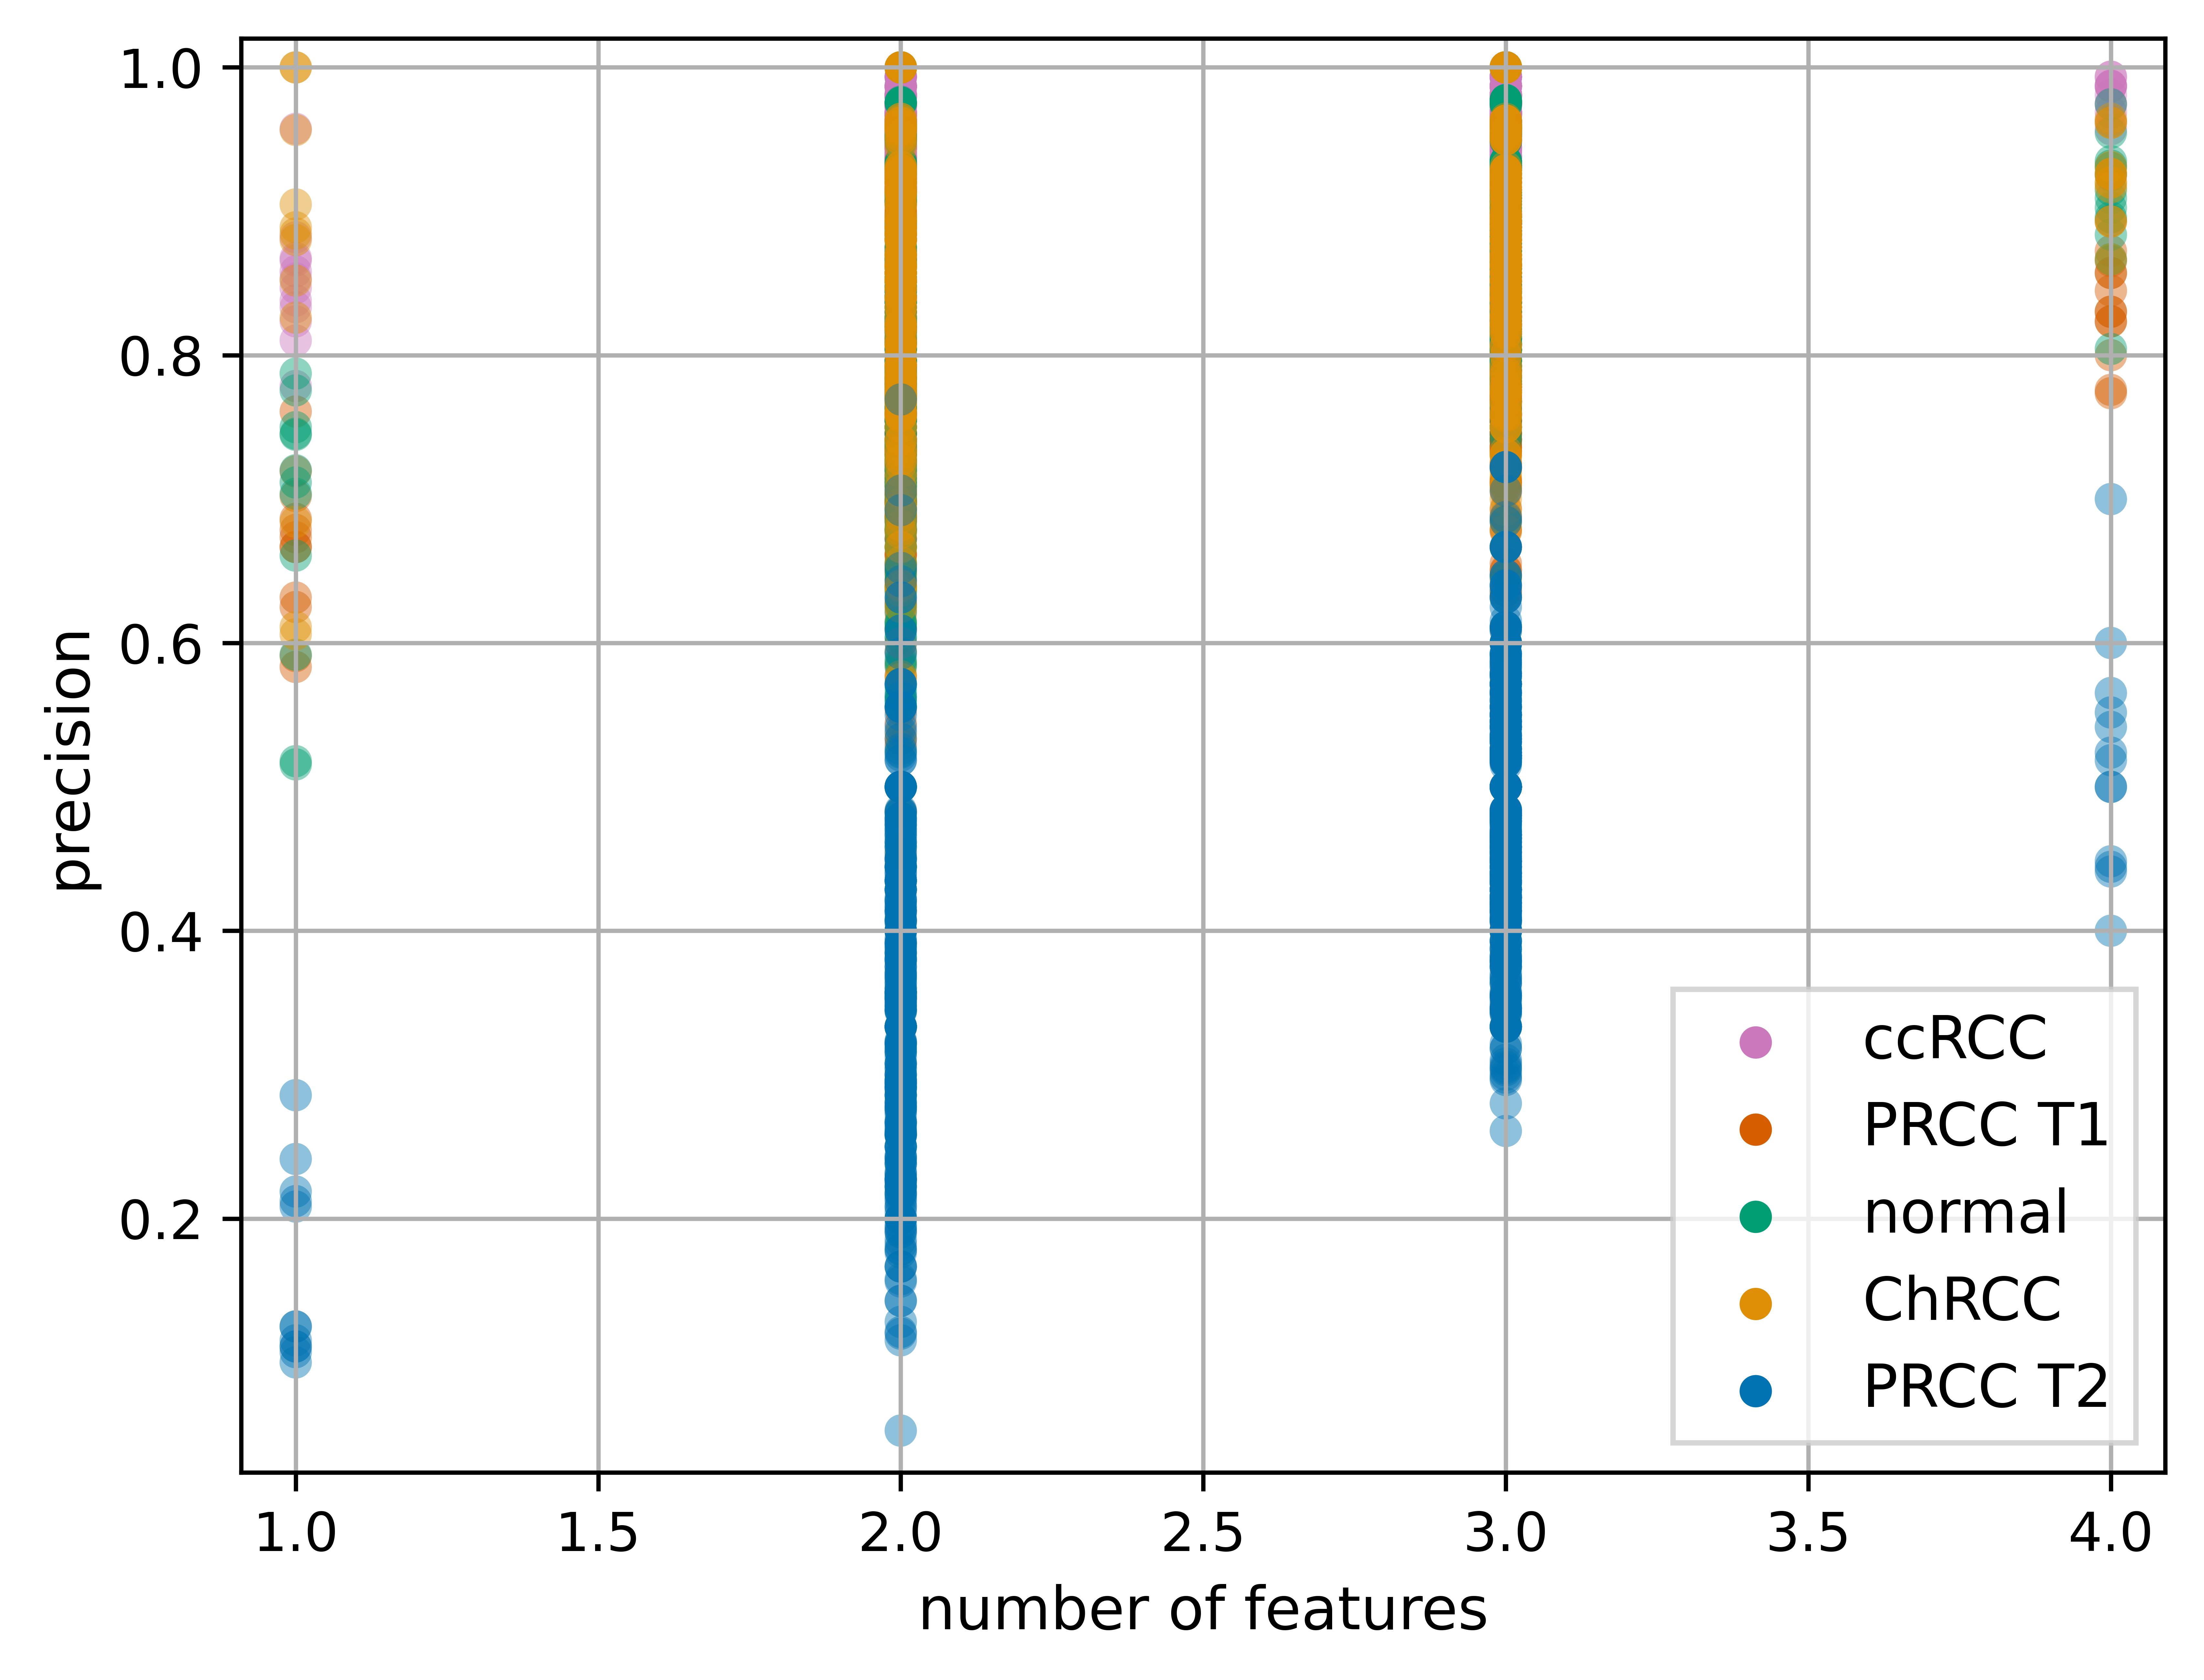 precision
1.0
0.8
0.6
0.4
0.2
1.0 1.5 2.0 2.5 3.0 3.5 4.0
number of features
ccRCC
PRCC T1
normal
ChRCC
PRCC T2